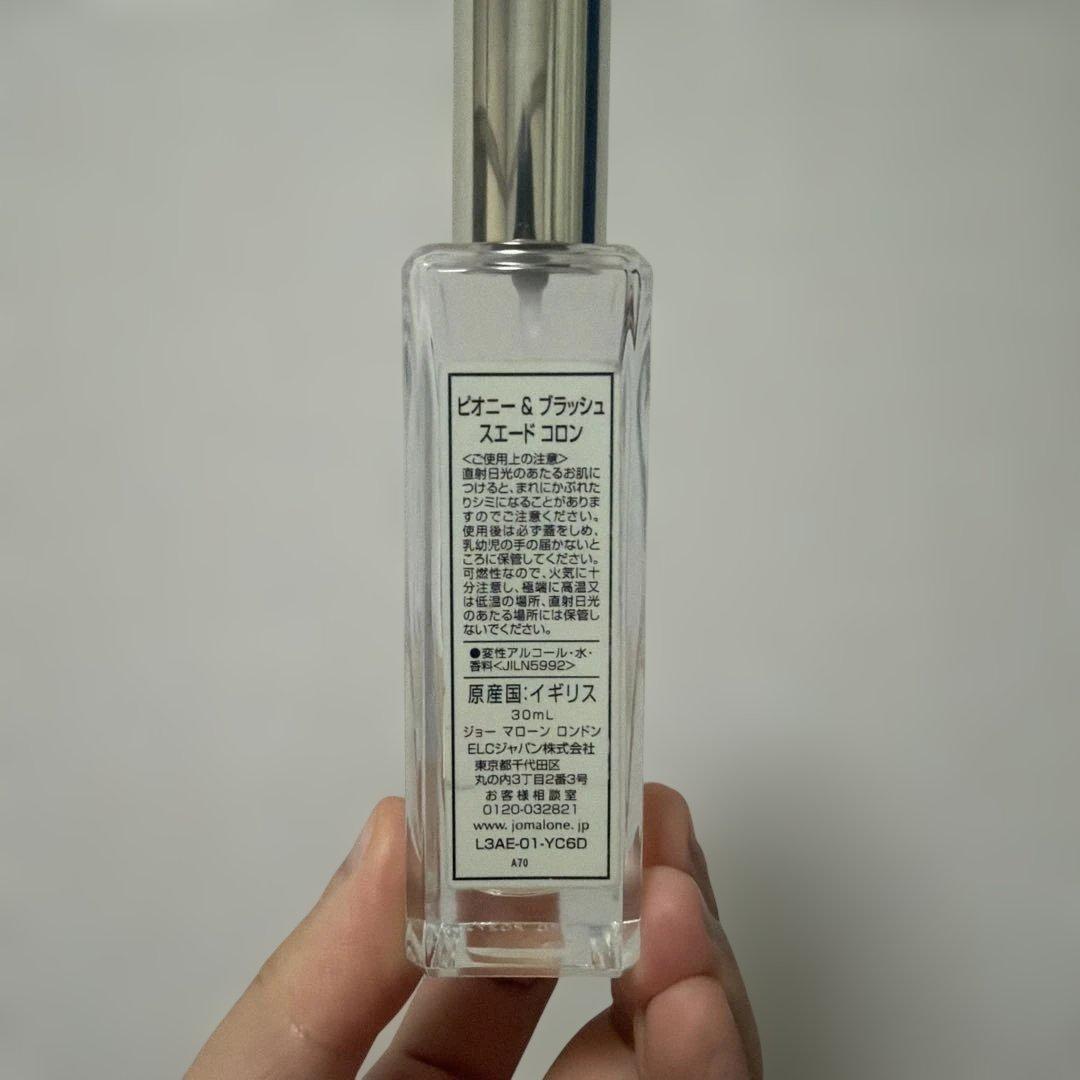 ピオニー & ブラッシュ
スエード コロン
<ご使用上の注意>
直射日光のあたるお肌に
つけると、まれにかぶれた
りシミになることがありま
すのでご注意ください。
使用後は必ず蓋をしめ、
乳幼児の手の届かないと
ころに保管してください。
可燃性なので、火気に十
分注意し、極端に高温又
は低温の場所、直射日光
のあたる場所には保管し
ないでください。
●変性アルコール・水・
香料<JILN5992>
原産国:イギリス
30mL
ジョー マローン ロンドン
ELCジャパン株式会社
東京都千代田区
丸の内3丁目2番3号
お客様相談室
0120-032821
www.jomalone.jp
L3AE-01-YC6D
A70